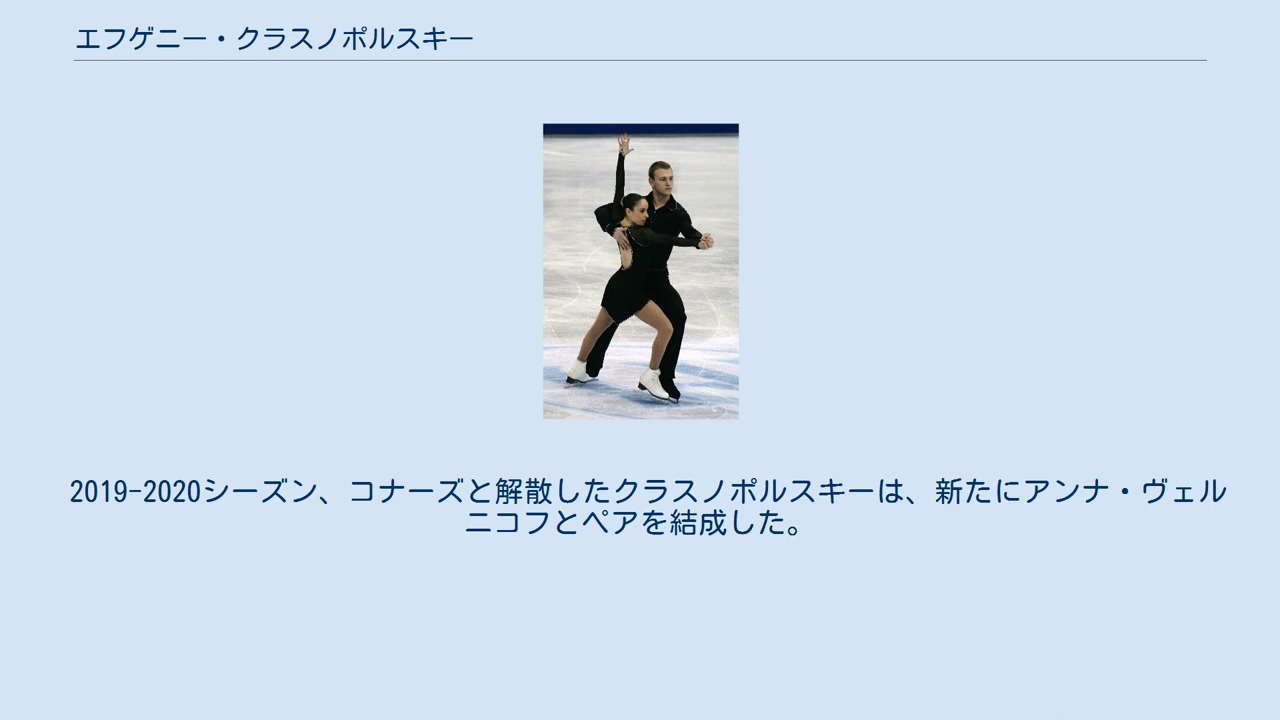 エフゲニー・クラスノポルスキー
2019-2020シーズン、コナーズと解散したクラスノポルスキーは、新たにアンナ・ヴェル
ニコフとペアを結成した。